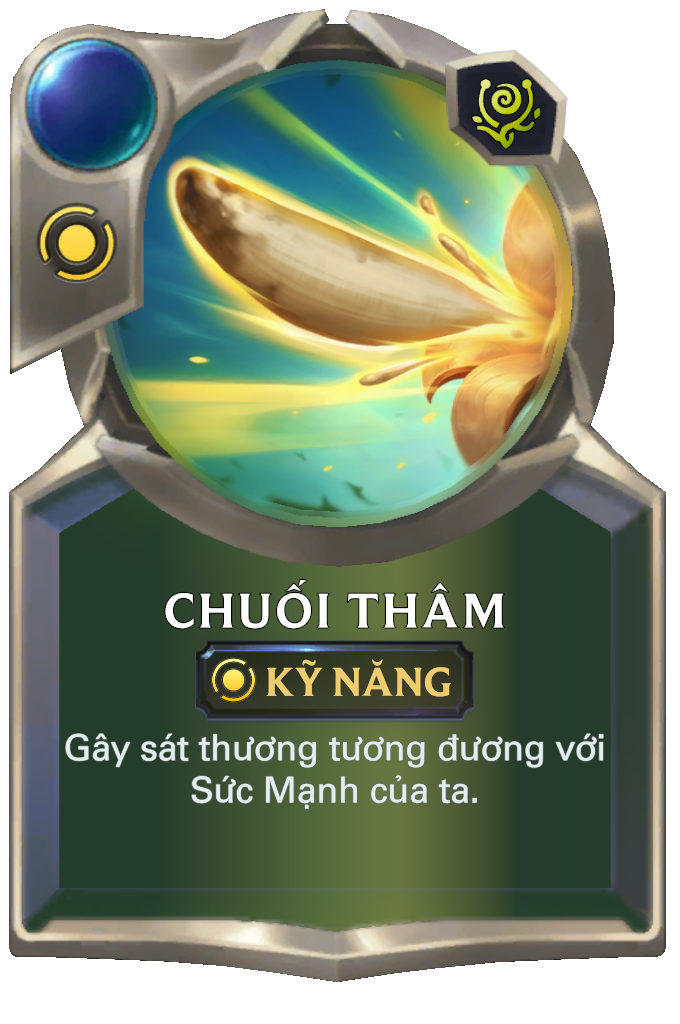 CHUỐI THÂM
KỸ NĂNG
Gây sát thương tương đương với
Sức Mạnh của ta.